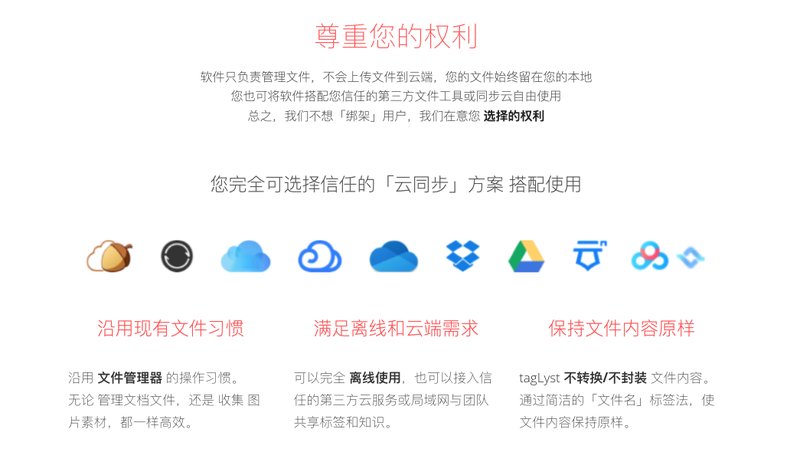 尊重您的权利
软件只负责管理文件，不会上传文件到云端，您的文件始终留在您的本地
您也可将软件搭配您信任的第三方文件工具或同步云自由使用
总之，我们不想「绑架」用户，我们在意您 选择的权利
您完全可选择信任的「云同步」方案 搭配使用
沿用现有文件习惯
沿用 文件管理器 的操作习惯。
无论 管理文档文件，还是 收集 图
片素材，都一样高效。
满足离线和云端需求
可以完全 离线使用，也可以接入信
任的第三方云服务或局域网与团队
共享标签和知识。
保持文件内容原样
tagLyst 不转换/不封装 文件内容。
通过简洁的「文件名」标签法，使
文件内容保持原样。